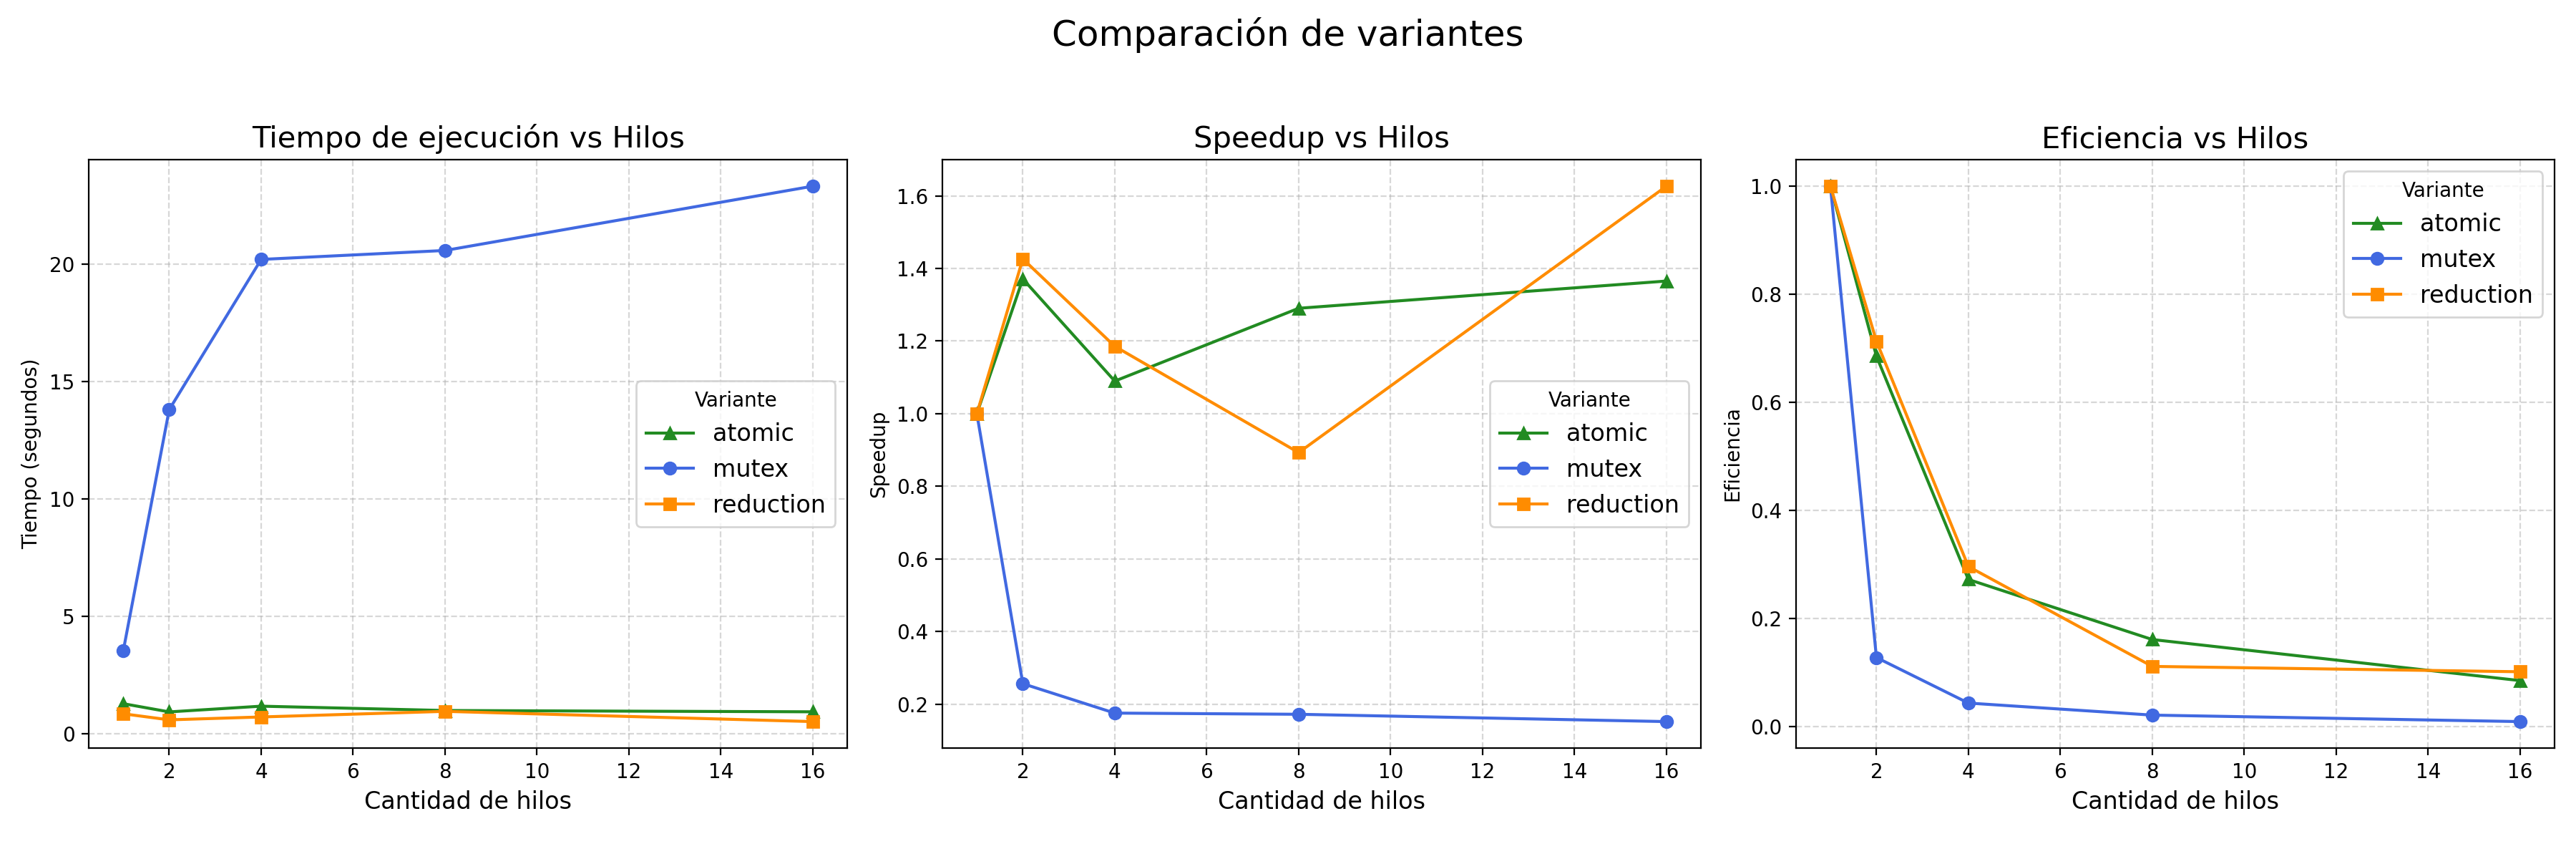 Comparación de variantes
Tiempo de ejecución vs Hilos
Tiempo (segundos)
20
15
10
5
0
2 4 6 8 10 12 14 16
Cantidad de hilos
Variante
atomic
mutex
reduction
Speedup vs Hilos
Speedup
1.6
1.4
1.2
1.0
0.8
0.6
0.4
0.2
2 4 6 8 10 12 14 16
Cantidad de hilos
Variante
atomic
mutex
reduction
Eficiencia vs Hilos
Eficiencia
1.0
0.8
0.6
0.4
0.2
0.0
2 4 6 8 10 12 14 16
Cantidad de hilos
Variante
atomic
mutex
reduction